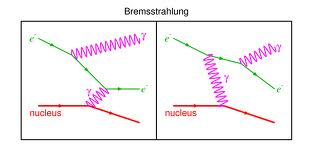 Bremsstrahlung
e⁻ γ
γ e⁻
nucleus
e⁻ γ
γ e⁻
nucleus